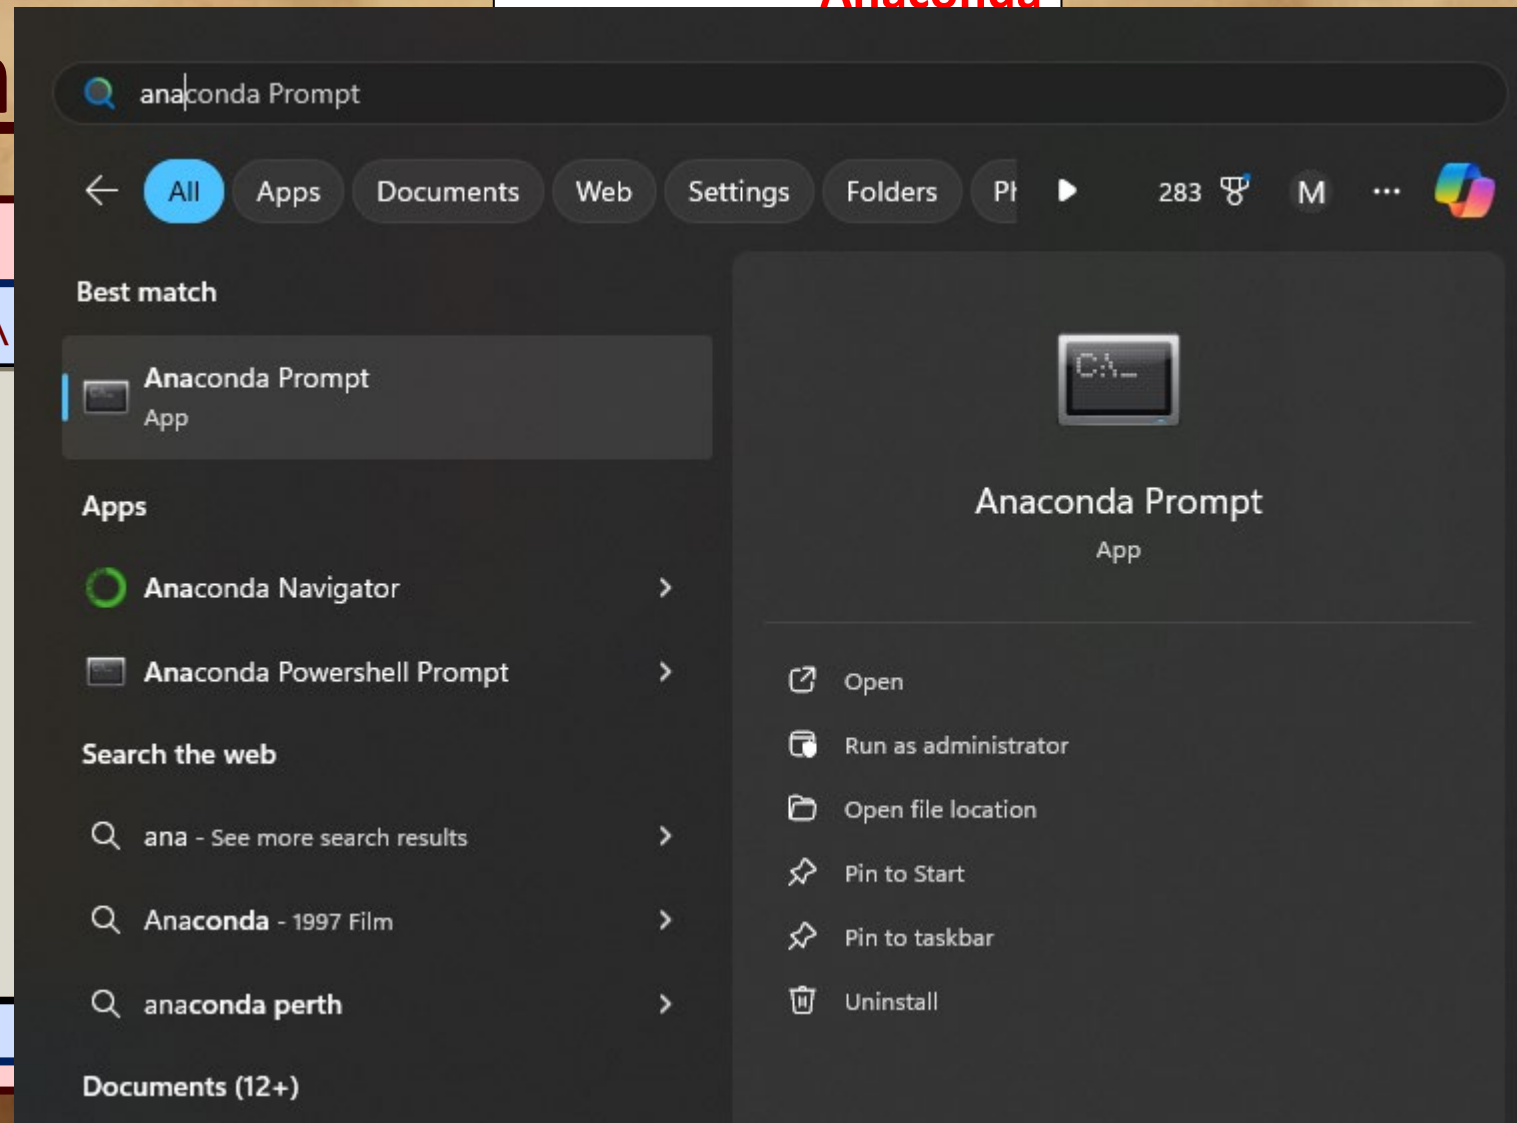 Anaconda
anaconda Prompt
All Apps Documents Web Settings Folders 283 M ...
Best match
Anaconda Prompt
App
Apps
Anaconda Navigator
Anaconda Powershell Prompt
Search the web
ana - See more search results
Anaconda - 1997 Film
anaconda perth
Documents (12+)
C:\_
Anaconda Prompt
App
Open
Run as administrator
Open file location
Pin to Start
Pin to taskbar
Uninstall